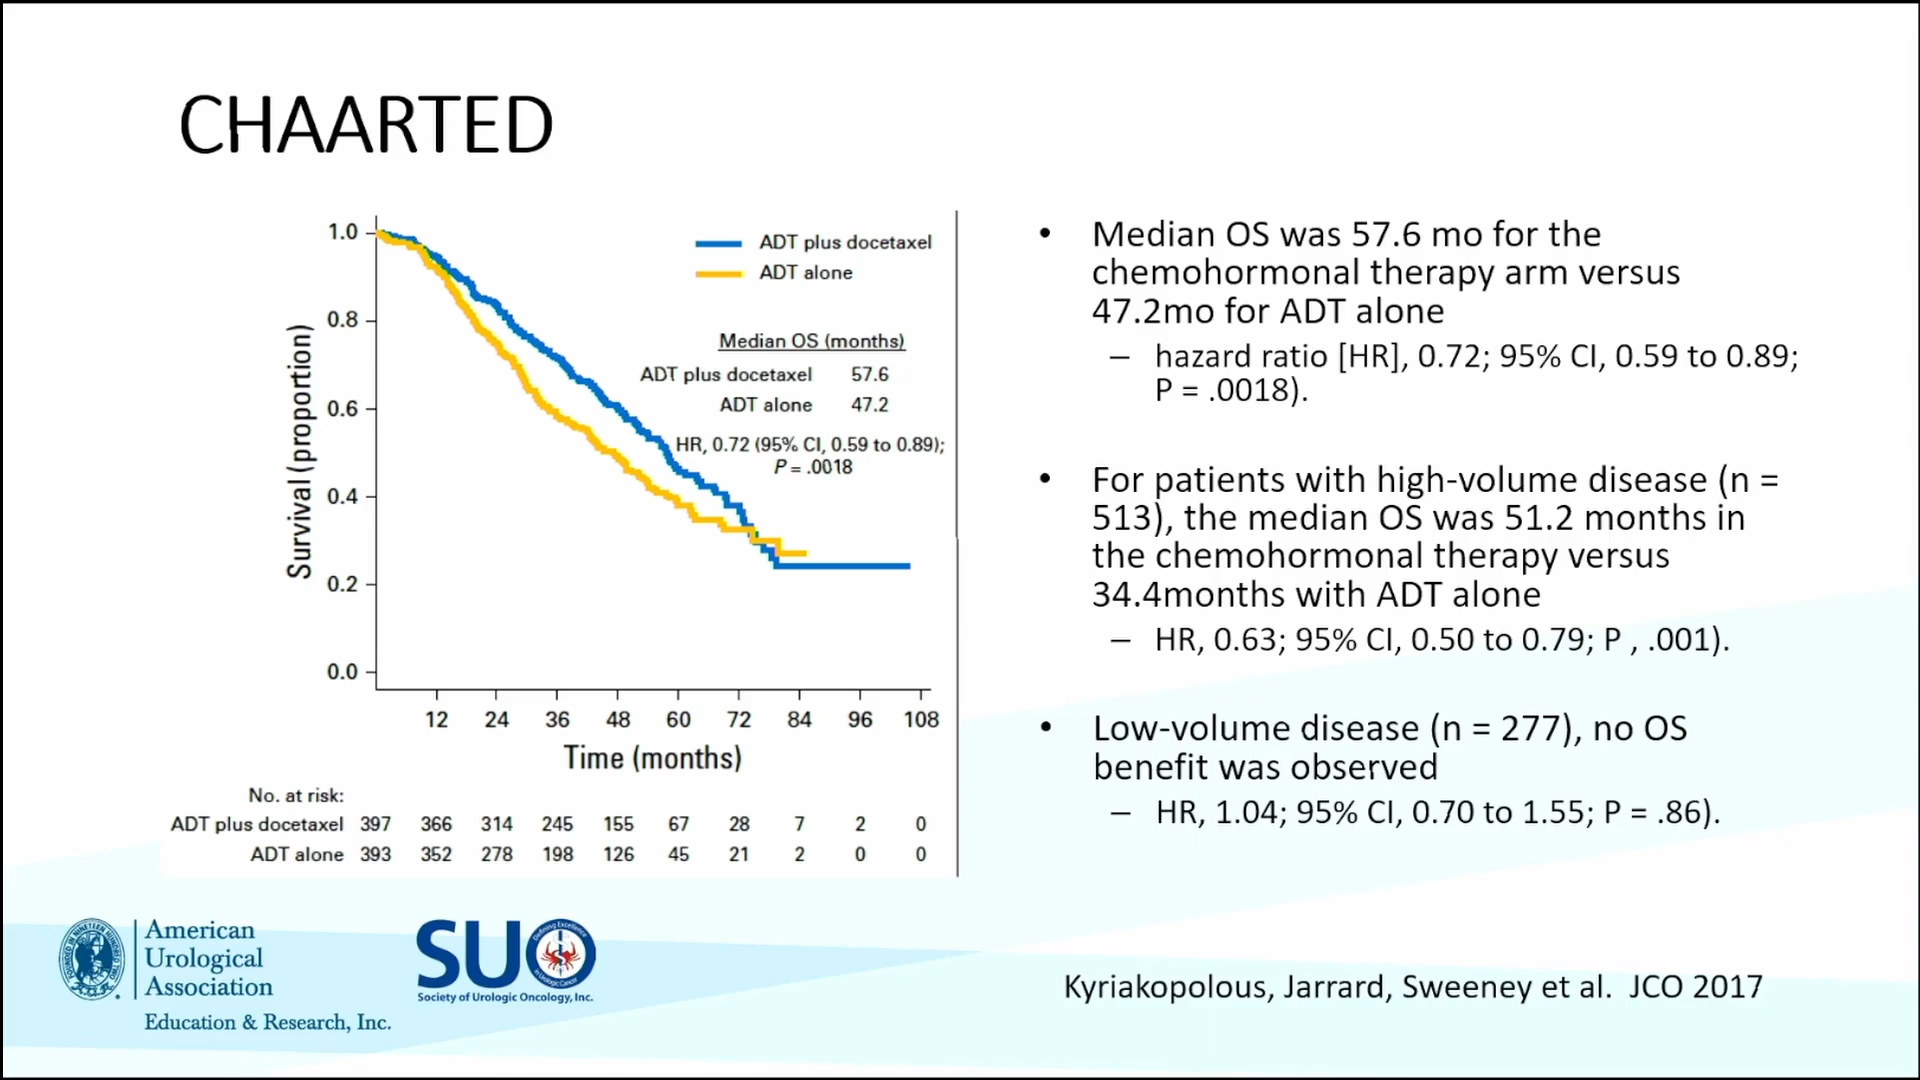 CHAARTED
1.0
0.8
0.6
0.4
0.2
0.0
Survival (proportion)
ADT plus docetaxel
ADT alone
Median OS (months)
ADT plus docetaxel 57.6
ADT alone 47.2
HR, 0.72 (95% CI, 0.59 to 0.89);
P = .0018
12 24 36 48 60 72 84 96 108
Time (months)
No. at risk:
ADT plus docetaxel 397 366 314 245 155 67 28 7 2 0
ADT alone 393 352 278 198 126 45 21 2 0 0
• Median OS was 57.6 mo for the
chemohormonal therapy arm versus
47.2mo for ADT alone
– hazard ratio [HR], 0.72; 95% CI, 0.59 to 0.89;
P = .0018).
• For patients with high-volume disease (n =
513), the median OS was 51.2 months in
the chemohormonal therapy versus
34.4months with ADT alone
– HR, 0.63; 95% CI, 0.50 to 0.79; P , .001).
• Low-volume disease (n = 277), no OS
benefit was observed
– HR, 1.04; 95% CI, 0.70 to 1.55; P = .86).
American
Urological
Association
Education & Research, Inc.
SUO
Defining Excellence
in Urologic Cancer
Society of Urologic Oncology, Inc.
Kyriakopolous, Jarrard, Sweeney et al. JCO 2017